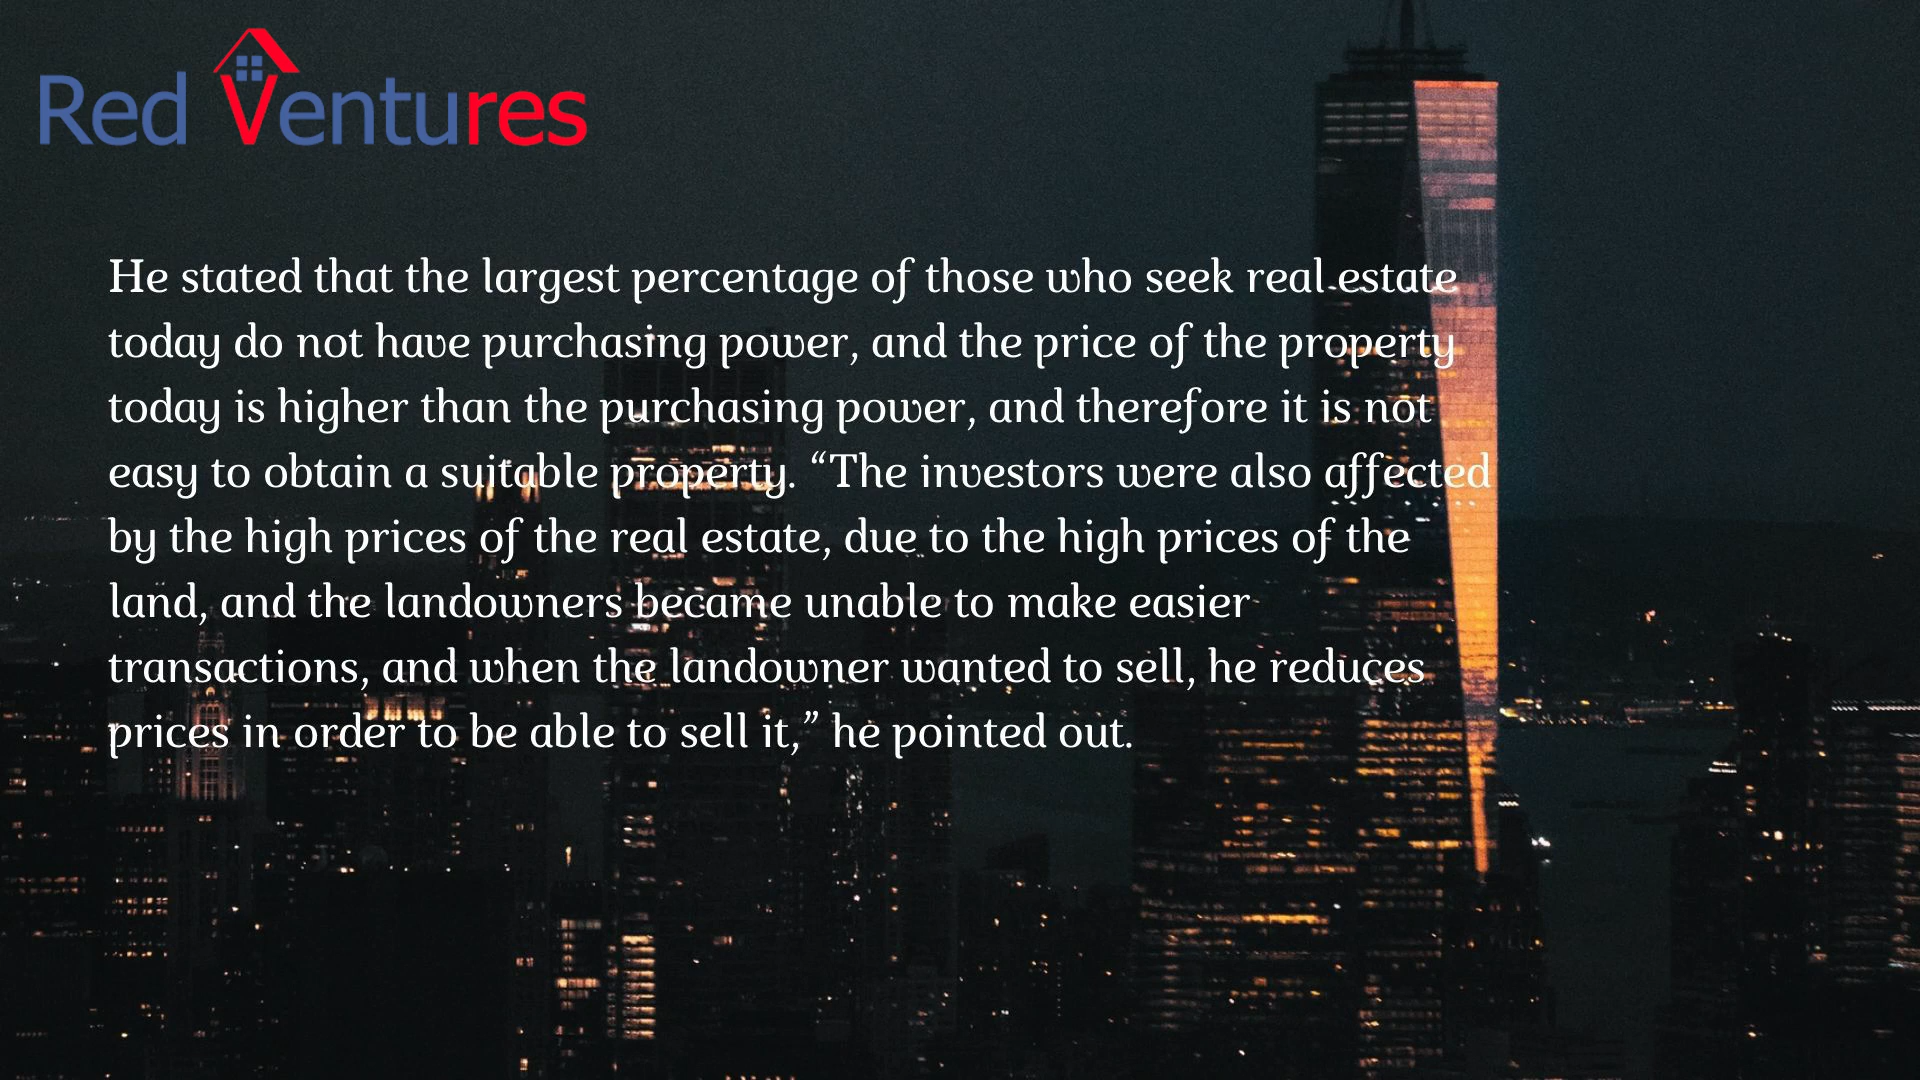 Red Ventures
He stated that the largest percentage of those who seek real estate
today do not have purchasing power, and the price of the property
today is higher than the purchasing power, and therefore it is not
easy to obtain a suitable property. “The investors were also affected
by the high prices of the real estate, due to the high prices of the
land, and the landowners became unable to make easier
transactions, and when the landowner wanted to sell, he reduces
prices in order to be able to sell it,” he pointed out.